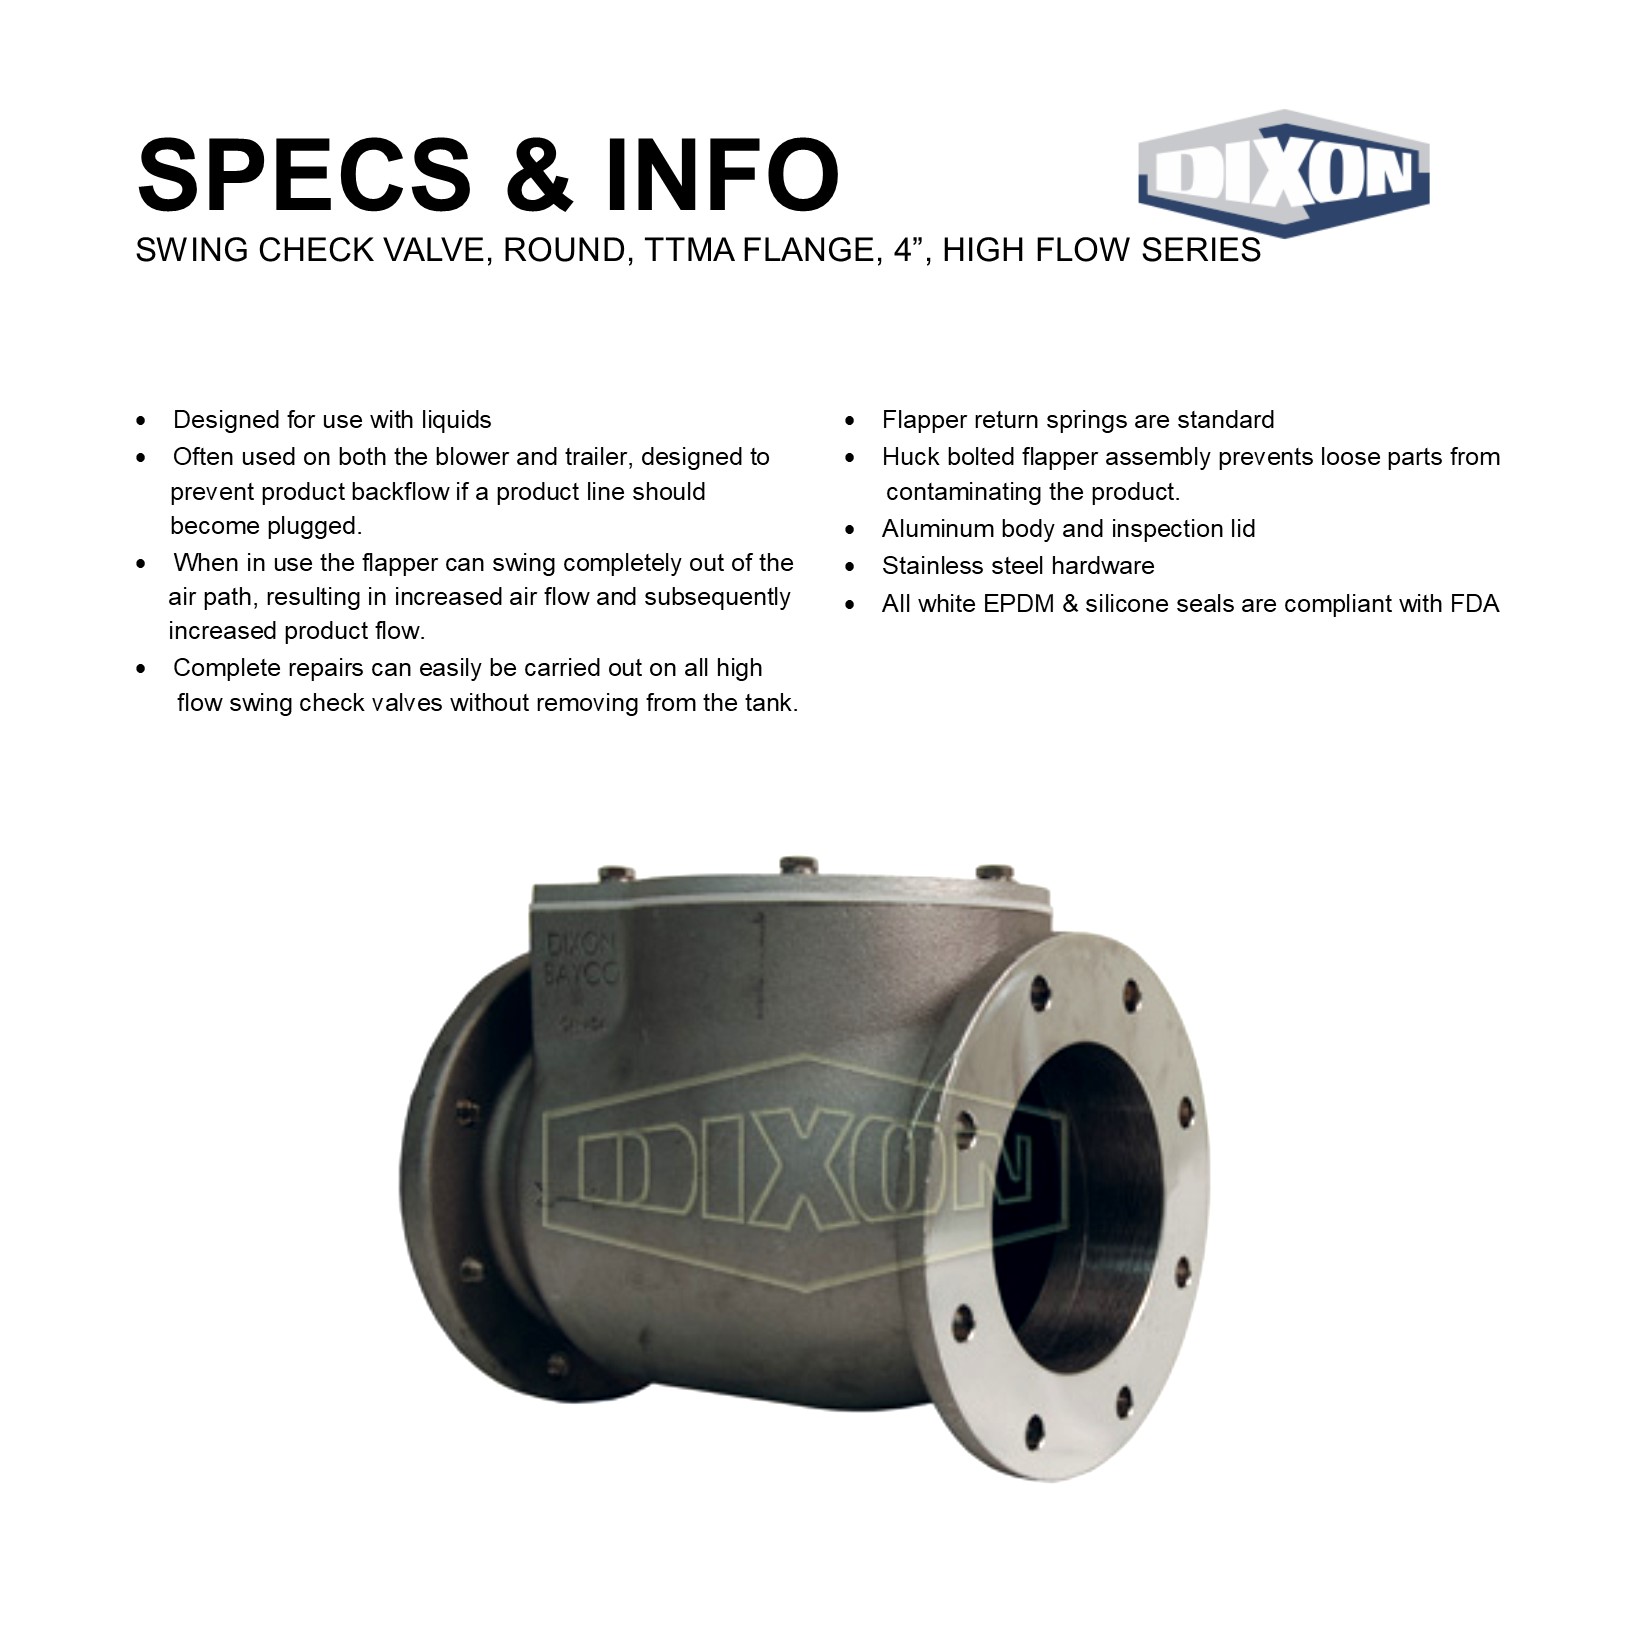 SPECS & INFO
DIXON
SWING CHECK VALVE, ROUND, TTMA FLANGE, 4”, HIGH FLOW SERIES
• Designed for use with liquids
• Often used on both the blower and trailer, designed to
prevent product backflow if a product line should
become plugged.
• When in use the flapper can swing completely out of the
air path, resulting in increased air flow and subsequently
increased product flow.
• Complete repairs can easily be carried out on all high
flow swing check valves without removing from the tank.
• Flapper return springs are standard
• Huck bolted flapper assembly prevents loose parts from
contaminating the product.
• Aluminum body and inspection lid
• Stainless steel hardware
• All white EPDM & silicone seals are compliant with FDA
DIXON
BAYCO
DIXON